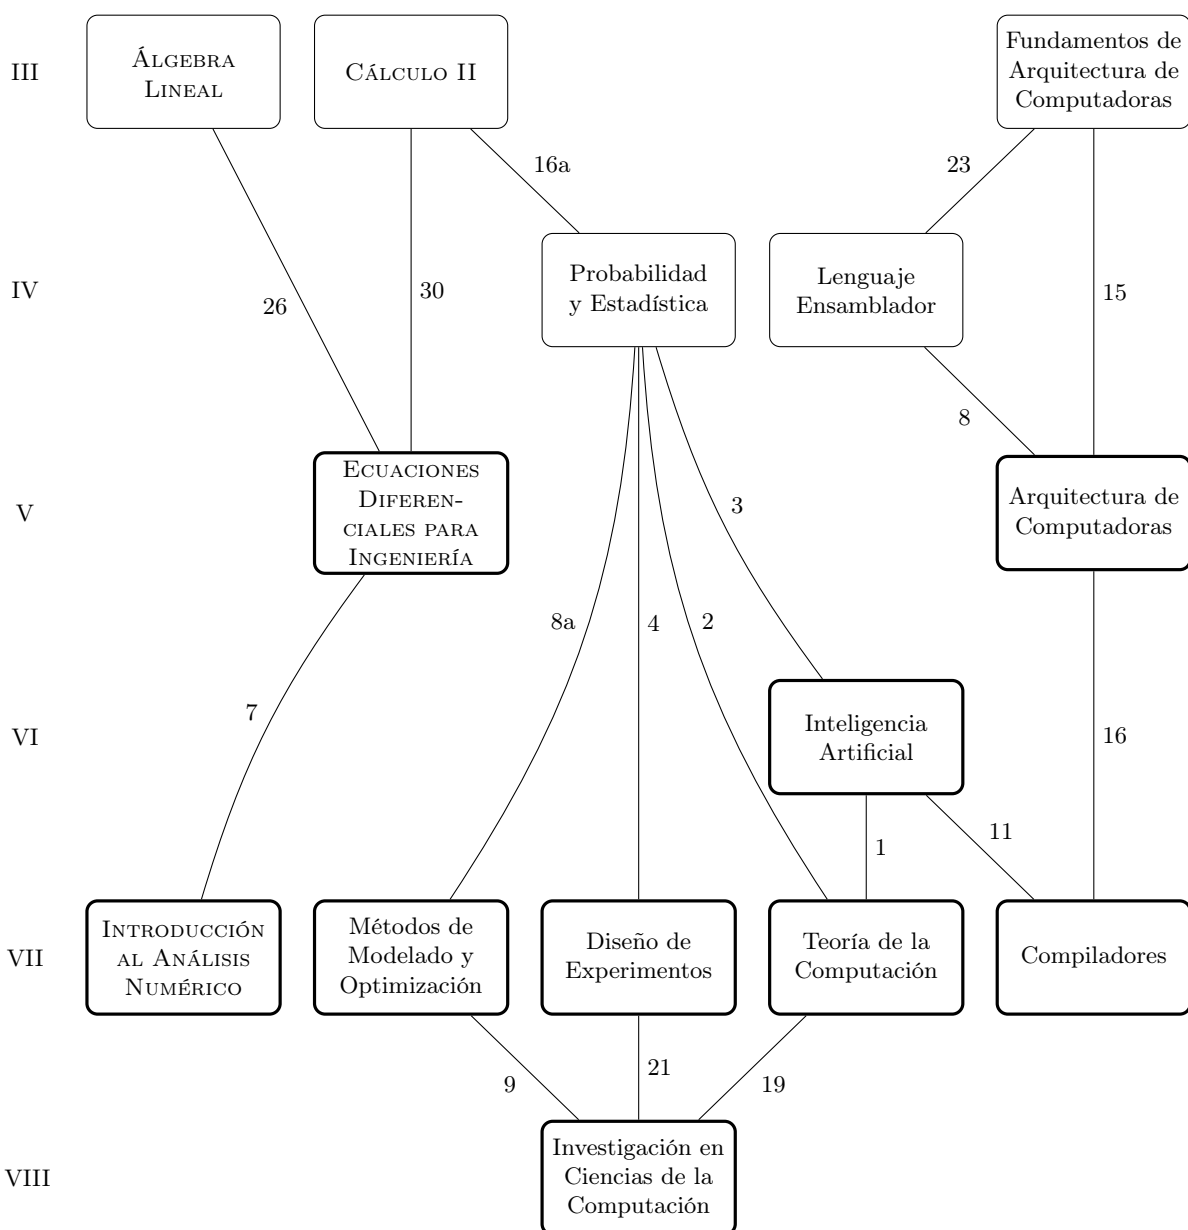 III
ÁLGEBRA
LINEAL
CÁLCULO II
Fundamentos de
Arquitectura de
Computadoras
16a
23
IV
26
30
Probabilidad
y Estadística
Lenguaje
Ensamblador
15
8
V
ECUACIONES
DIFEREN-
CIALES PARA
INGENIERÍA
3
Arquitectura de
Computadoras
8a
4
2
7
VI
Inteligencia
Artificial
16
1
11
VII
INTRODUCCIÓN
AL ANÁLISIS
NUMÉRICO
Métodos de
Modelado y
Optimización
Diseño de
Experimentos
Teoría de la
Computación
Compiladores
9
21
19
VIII
Investigación en
Ciencias de la
Computación